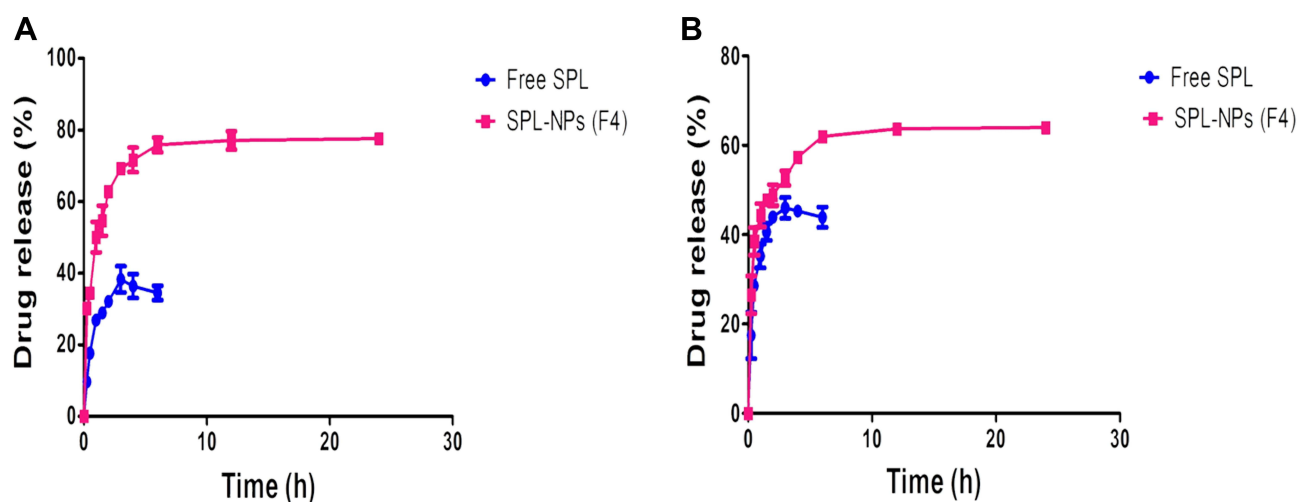 A
100
80
60
40
20
0
Drug release (%)
0 10 20 30
Time (h)
Free SPL
SPL-NPs (F4)
B
80
60
40
20
0
Drug release (%)
0 10 20 30
Time (h)
Free SPL
SPL-NPs (F4)